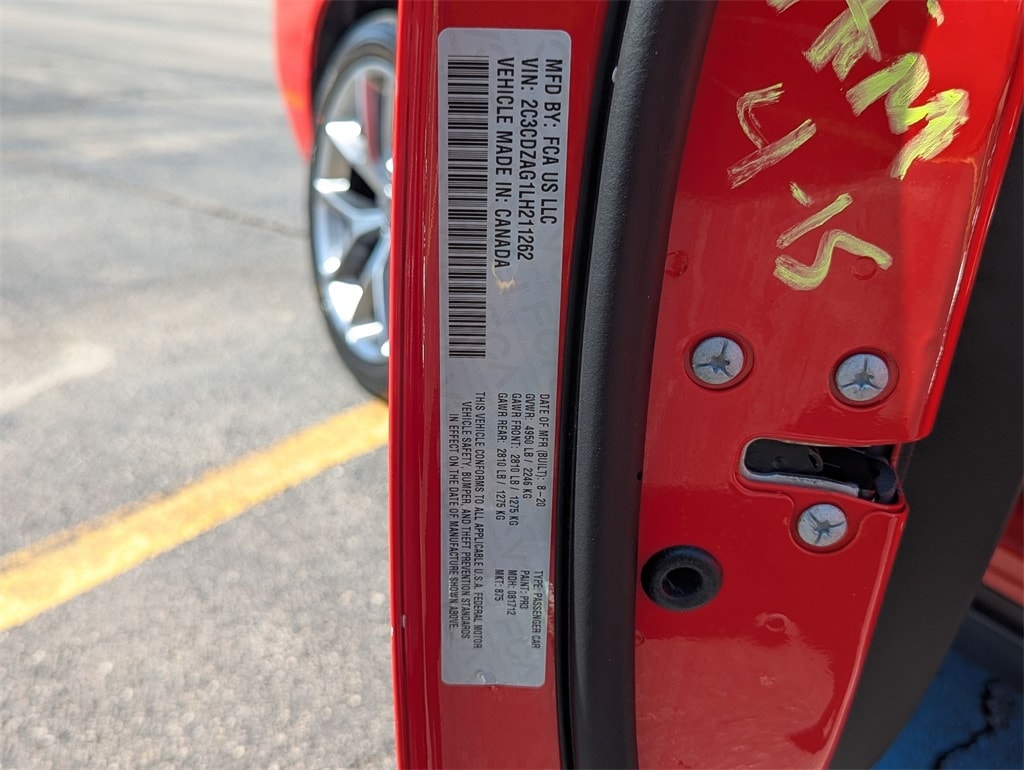 MFD BY: FCA US LLC
VIN: 2C3CDZAG1LH211262
VEHICLE MADE IN: CANADA
DATE OF MFR (BUILT): 8-20
GVWR: 4950 LB / 2246 KG
GAWR FRONT: 2810 LB / 1275 KG
GAWR REAR: 2810 LB / 1275 KG
TYPE: PASSENGER CAR
PAINT: PR3
MDH: 081712
MKT: 875
THIS VEHICLE CONFORMS TO ALL APPLICABLE U.S.A. FEDERAL MOTOR
VEHICLE SAFETY, BUMPER, AND THEFT PREVENTION STANDARDS
IN EFFECT ON THE DATE OF MANUFACTURE SHOWN ABOVE.
4-15